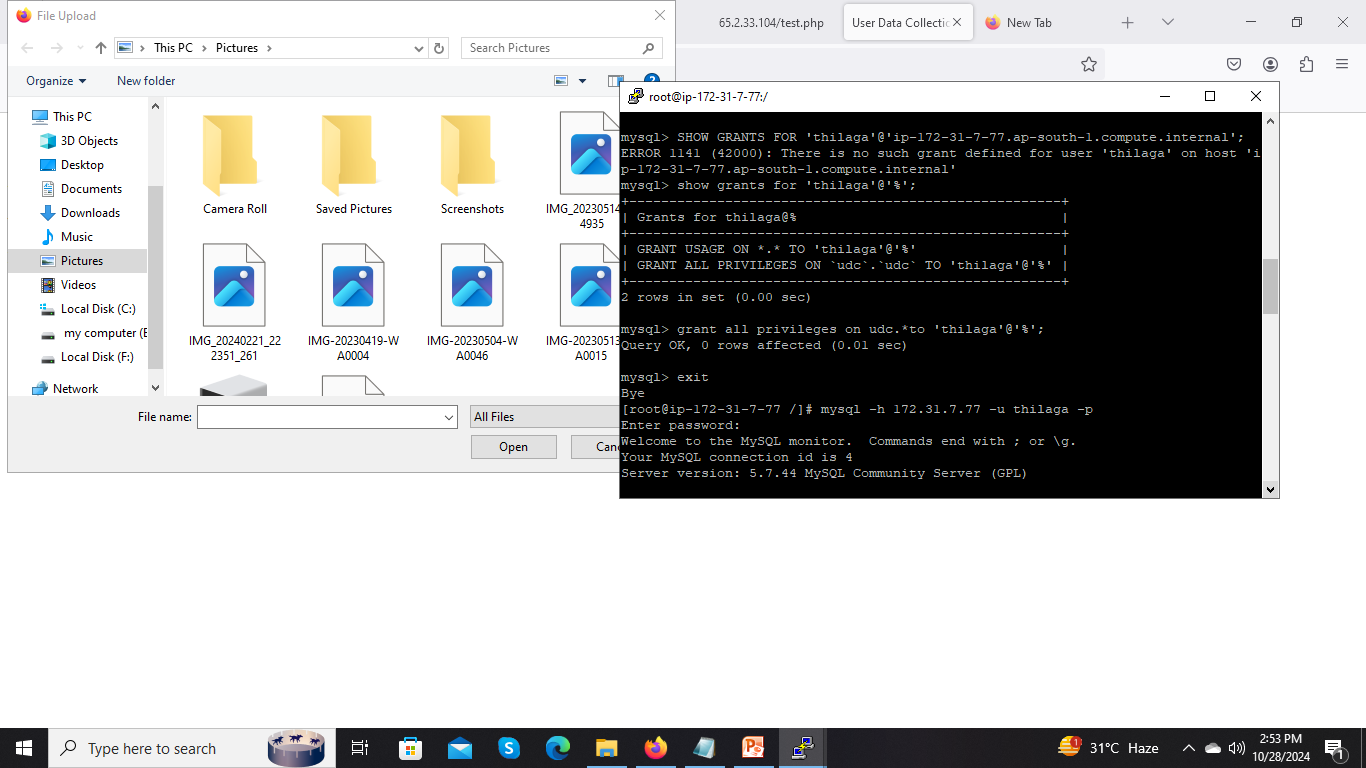 File Upload
This PC
Pictures
Search Pictures
Organize
New folder
This PC
3D Objects
Desktop
Documents
Downloads
Music
Pictures
Videos
Local Disk (C:)
my computer (E
Local Disk (F:)
Network
Camera Roll
Saved Pictures
Screenshots
IMG_20230514
4935
IMG_20240221_22
2351_261
IMG-20230419-W
A0004
IMG-20230504-W
A0046
IMG-20230513
A0015
File name:
All Files
Open
Can
65.2.33.104/test.php
User Data Collectio
New Tab
root@ip-172-31-7-77:/
mysql> SHOW GRANTS FOR 'thilaga'@'ip-172-31-7-77.ap-south-1.compute.internal';
ERROR 1141 (42000): There is no such grant defined for user 'thilaga' on host 'i
p-172-31-7-77.ap-south-1.compute.internal'
mysql> show grants for 'thilaga'@'%';
+------------------------------------------------------+
| Grants for thilaga@% |
+------------------------------------------------------+
| GRANT USAGE ON *.* TO 'thilaga'@'%' |
| GRANT ALL PRIVILEGES ON `udc`.`udc` TO 'thilaga'@'%' |
+------------------------------------------------------+
2 rows in set (0.00 sec)
mysql> grant all privileges on udc.*to 'thilaga'@'%';
Query OK, 0 rows affected (0.01 sec)
mysql> exit
Bye
[root@ip-172-31-7-77 /]# mysql -h 172.31.7.77 -u thilaga -p
Enter password:
Welcome to the MySQL monitor.  Commands end with ; or \g.
Your MySQL connection id is 4
Server version: 5.7.44 MySQL Community Server (GPL)
Type here to search
31°C Haze
2:53 PM
10/28/2024